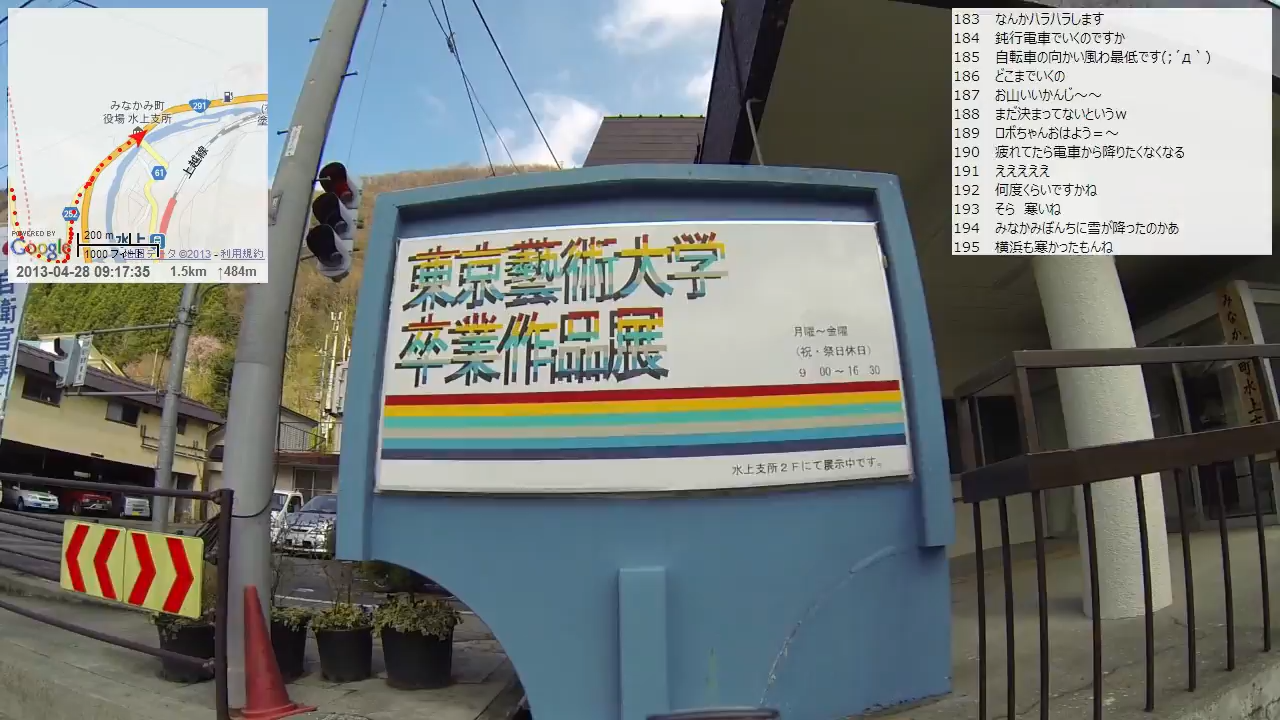 みなかみ町
役場 水上支所
291
上越線
61
252
水上
POWERED BY
Google
200 m
1000 フィート
地図データ ©2013 - 利用規約
2013-04-28 09:17:35 1.5km ↑484m
東京藝術大学
卒業作品展
月曜～金曜
（祝・祭日休日）
9 00～16 30
水上支所２Ｆにて展示中です。
183 なんかハラハラします
184 鈍行電車でいくのですか
185 自転車の向かい風わ最低です(；´д｀)
186 どこまでいくの
187 お山いいかんじ～～
188 まだ決まってないというｗ
189 ロボちゃんおはよう＝～
190 疲れてたら電車から降りたくなくなる
191 えええええ
192 何度くらいですかね
193 そら 寒いね
194 みなかみぽんちに雪が降ったのかあ
195 横浜も寒かったもんね